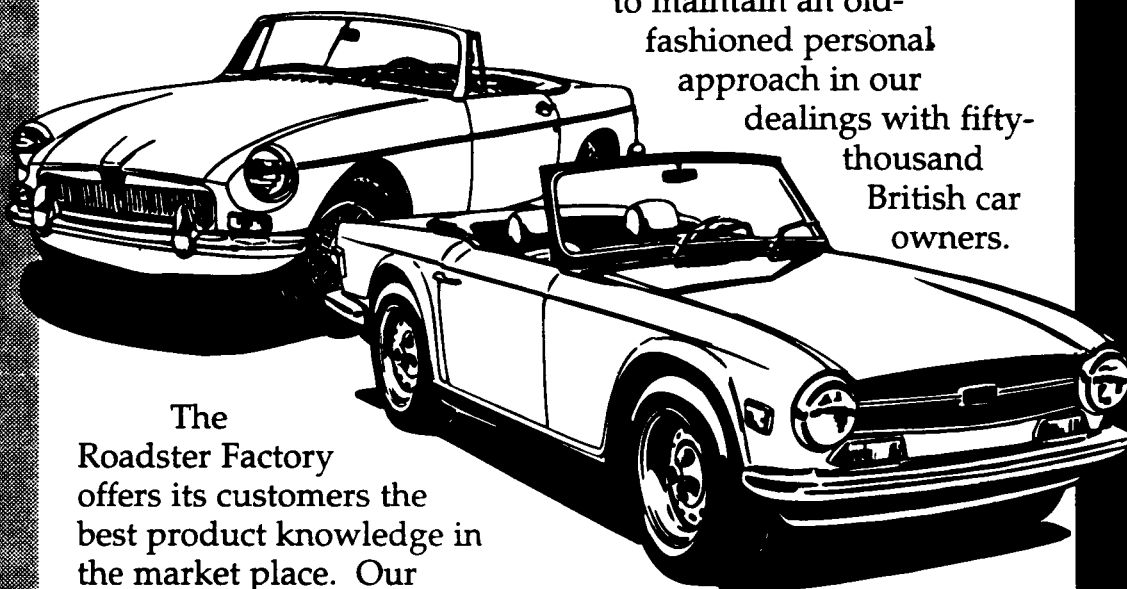 to maintain an old-
fashioned personal
approach in our
dealings with fifty-
thousand
British car
owners.
The
Roadster Factory
offers its customers the
best product knowledge in
the market place. Our